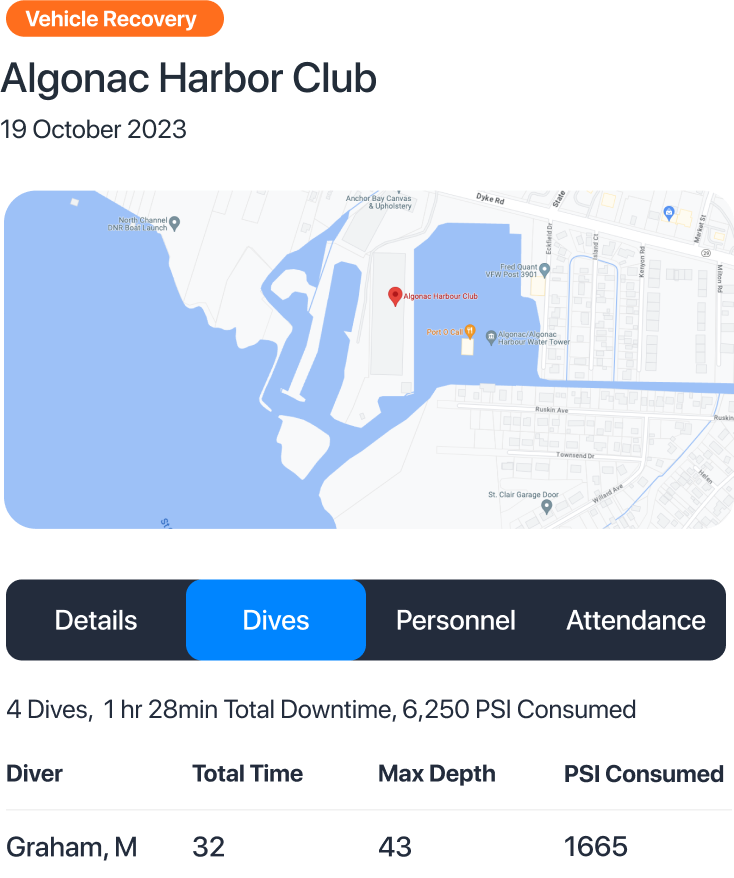 Vehicle Recovery
Algonac Harbor Club
19 October 2023
Anchor Bay Canvas
& Upholstery
Dyke Rd
State
Market St
North Channel
DNR Boat Launch
Eckfield Dr
Island Ct
Kenyon Rd
29
Milton Rd
Fred Quant
VFW Post 3901
Algonac Harbour Club
Port O Call
Algonac/Algonac
Harbour Water Tower
Ruskin Ave
Ruskin
Townsend Dr
Helen
Willard Ave
St. Clair Garage Door
St
Details Dives Personnel Attendance
4 Dives, 1 hr 28min Total Downtime, 6,250 PSI Consumed
Diver Total Time Max Depth PSI Consumed
Graham, M 32 43 1665